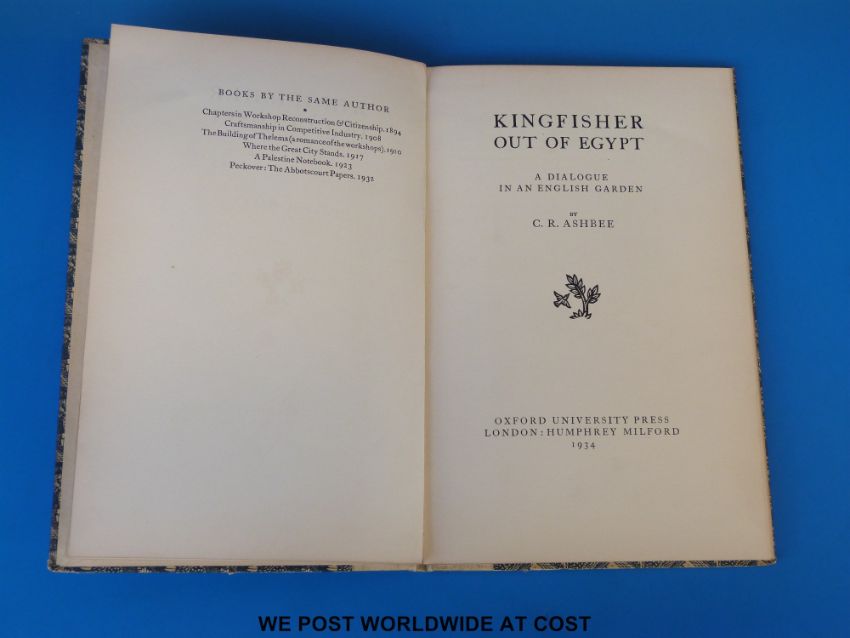 BOOKS BY THE SAME AUTHOR
Chapters in Workshop Reconstruction & Citizenship. 1894
Craftsmanship in Competitive Industry. 1908
The Building of Thelema (a romance of the workshops). 1910
Where the Great City Stands. 1917
A Palestine Notebook. 1923
Peckover: The Abbotscourt Papers. 1932
KINGFISHER
OUT OF EGYPT
A DIALOGUE
IN AN ENGLISH GARDEN
BY
C. R. ASHBEE
OXFORD UNIVERSITY PRESS
LONDON: HUMPHREY MILFORD
1934
WE POST WORLDWIDE AT COST